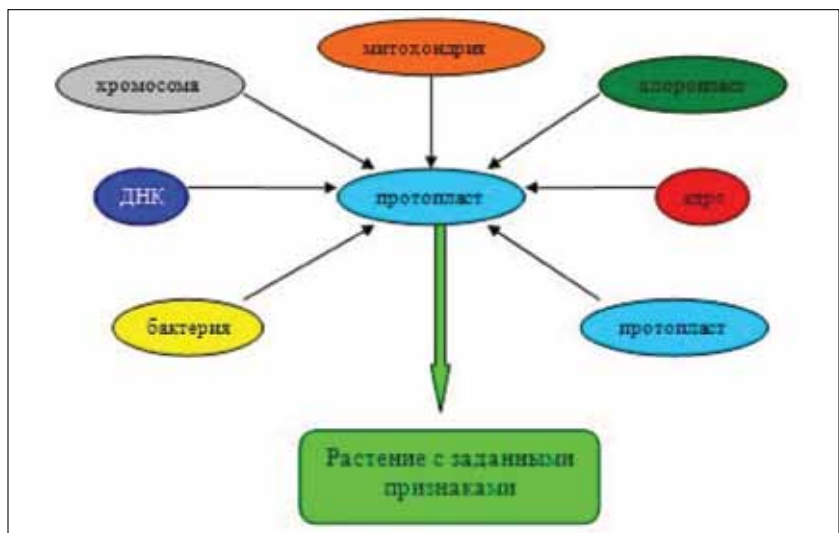 митохондрия
хромосома
хлоропласт
ДНК
протопласт
ядро
бактерия
протопласт
Растение с заданными
признаками